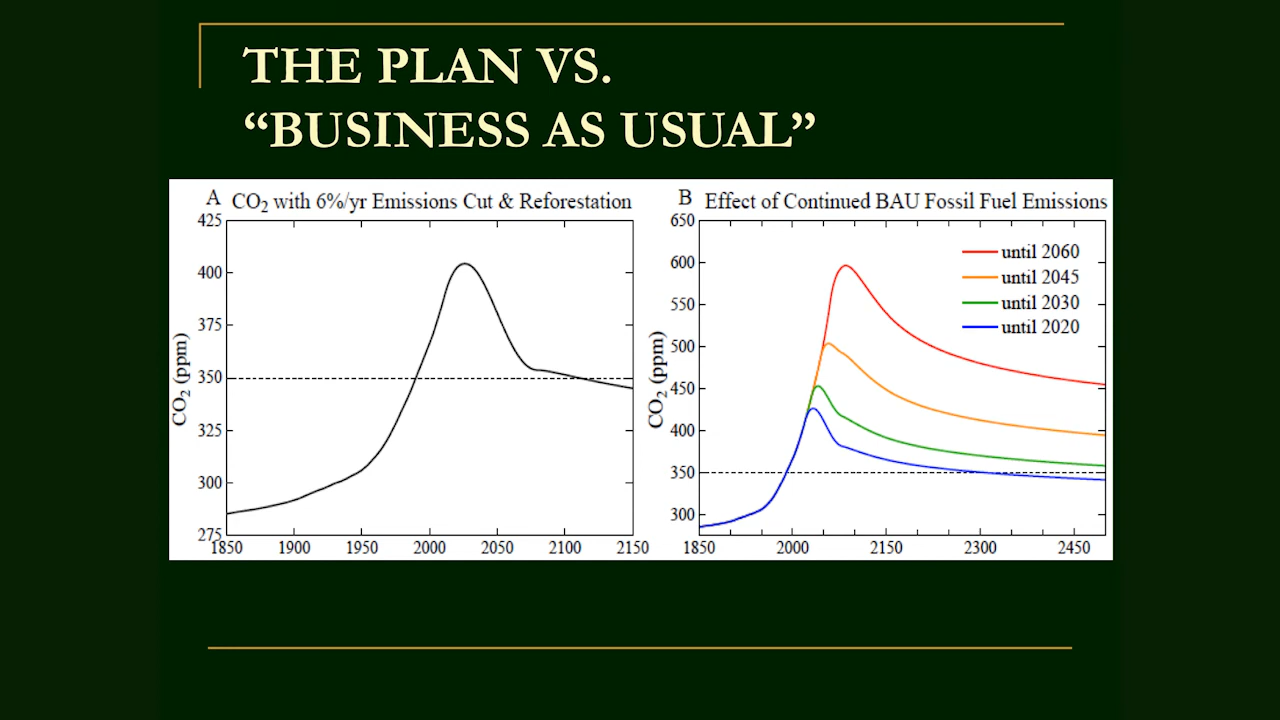 THE PLAN VS.
“BUSINESS AS USUAL”
A CO2 with 6%/yr Emissions Cut & Reforestation
425
400
375
350
325
300
275
CO2 (ppm)
1850 1900 1950 2000 2050 2100 2150
B Effect of Continued BAU Fossil Fuel Emissions
650
600
550
500
450
400
350
300
CO2 (ppm)
until 2060
until 2045
until 2030
until 2020
1850 2000 2150 2300 2450